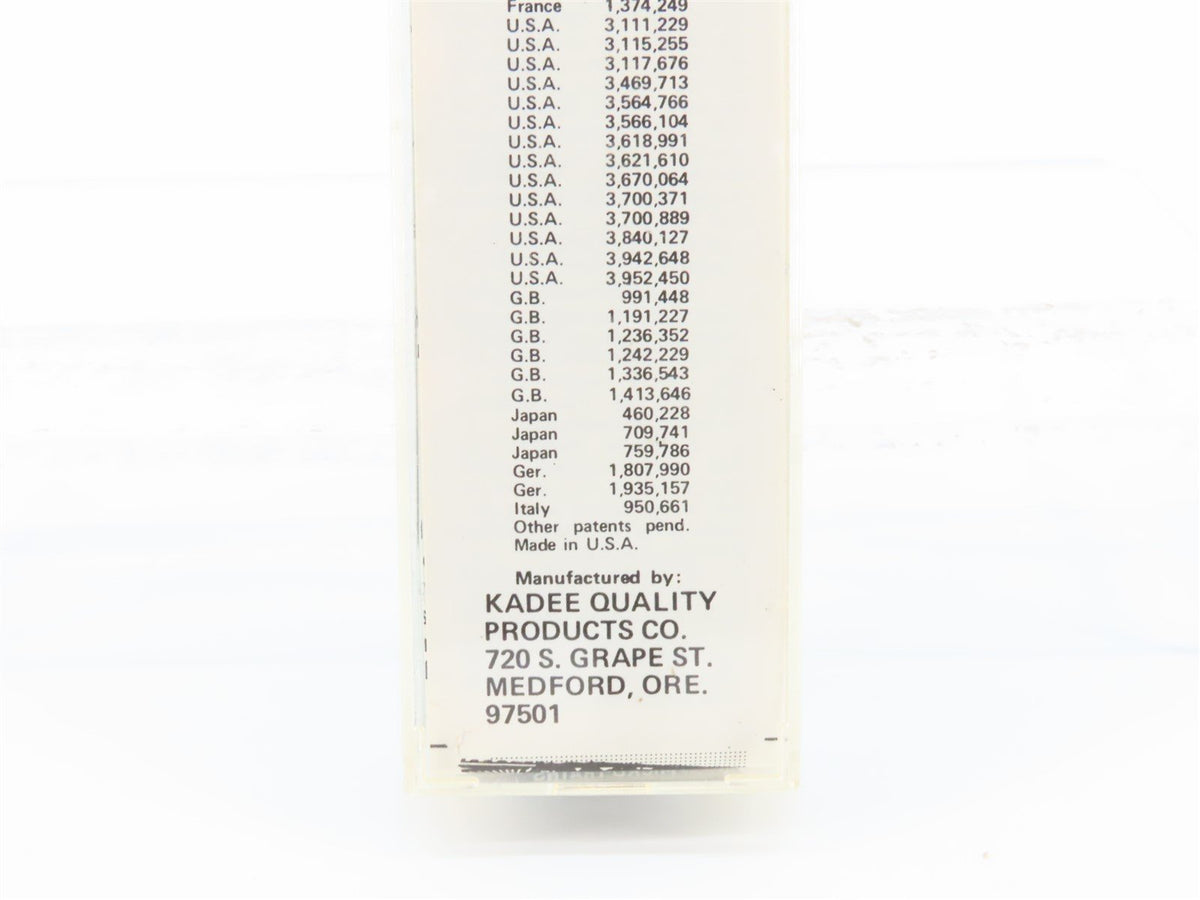 France 1,374,249
U.S.A. 3,111,229
U.S.A. 3,115,255
U.S.A. 3,117,676
U.S.A. 3,469,713
U.S.A. 3,564,766
U.S.A. 3,566,104
U.S.A. 3,618,991
U.S.A. 3,621,610
U.S.A. 3,670,064
U.S.A. 3,700,371
U.S.A. 3,700,889
U.S.A. 3,840,127
U.S.A. 3,942,648
U.S.A. 3,952,450
G.B. 991,448
G.B. 1,191,227
G.B. 1,236,352
G.B. 1,242,229
G.B. 1,336,543
G.B. 1,413,646
Japan 460,228
Japan 709,741
Japan 759,786
Ger. 1,807,990
Ger. 1,935,157
Italy 950,661
Other patents pend.
Made in U.S.A.
Manufactured by:
KADEE QUALITY
PRODUCTS CO.
720 S. GRAPE ST.
MEDFORD, ORE.
97501